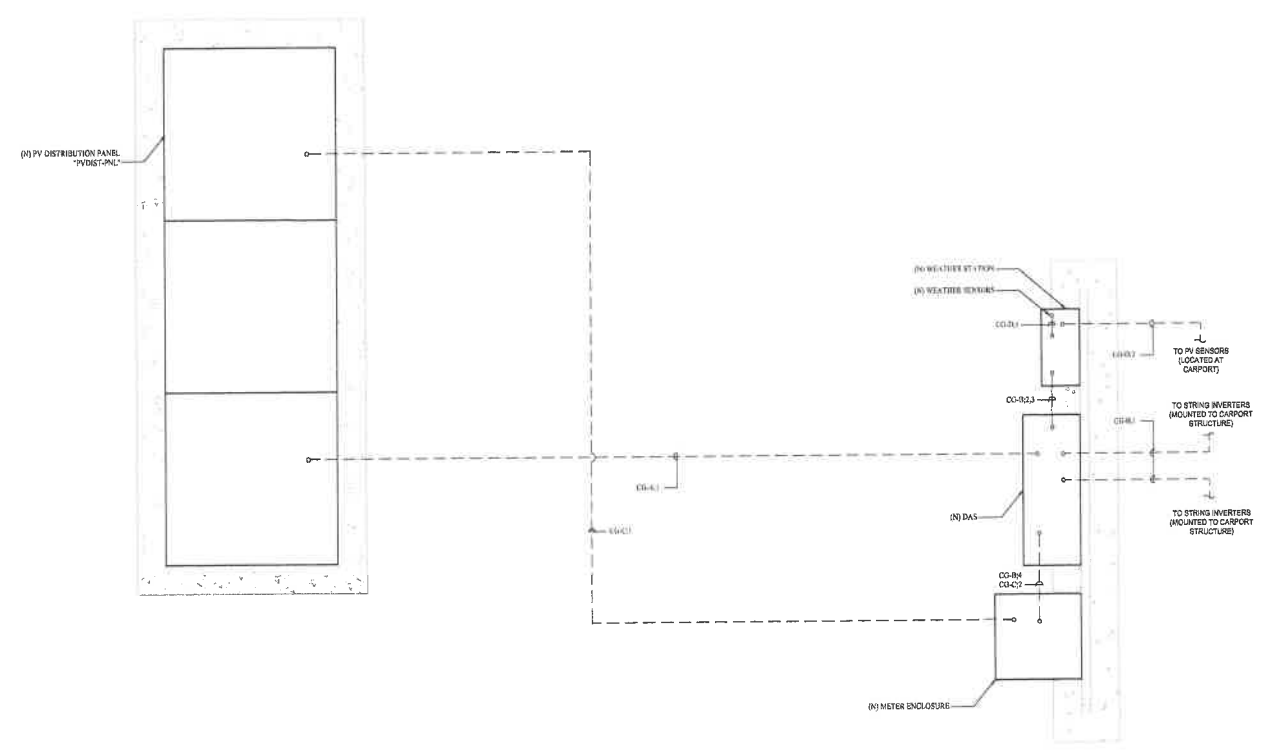 (N) PV DISTRIBUTION PANEL
"PVDIST-PNL"
(N) WEATHER STATION
(N) WEATHER SENSORS
CG-D;1
CG-D;2
TO PV SENSORS
(LOCATED AT
CARPORT)
CG-B;2,3
TO STRING INVERTERS
(MOUNTED TO CARPORT
STRUCTURE)
CG-B;1
CG-A;1
(N) DAS
TO STRING INVERTERS
(MOUNTED TO CARPORT
STRUCTURE)
CG-C;1
CG-B;4
CG-C;2
(N) METER ENCLOSURE